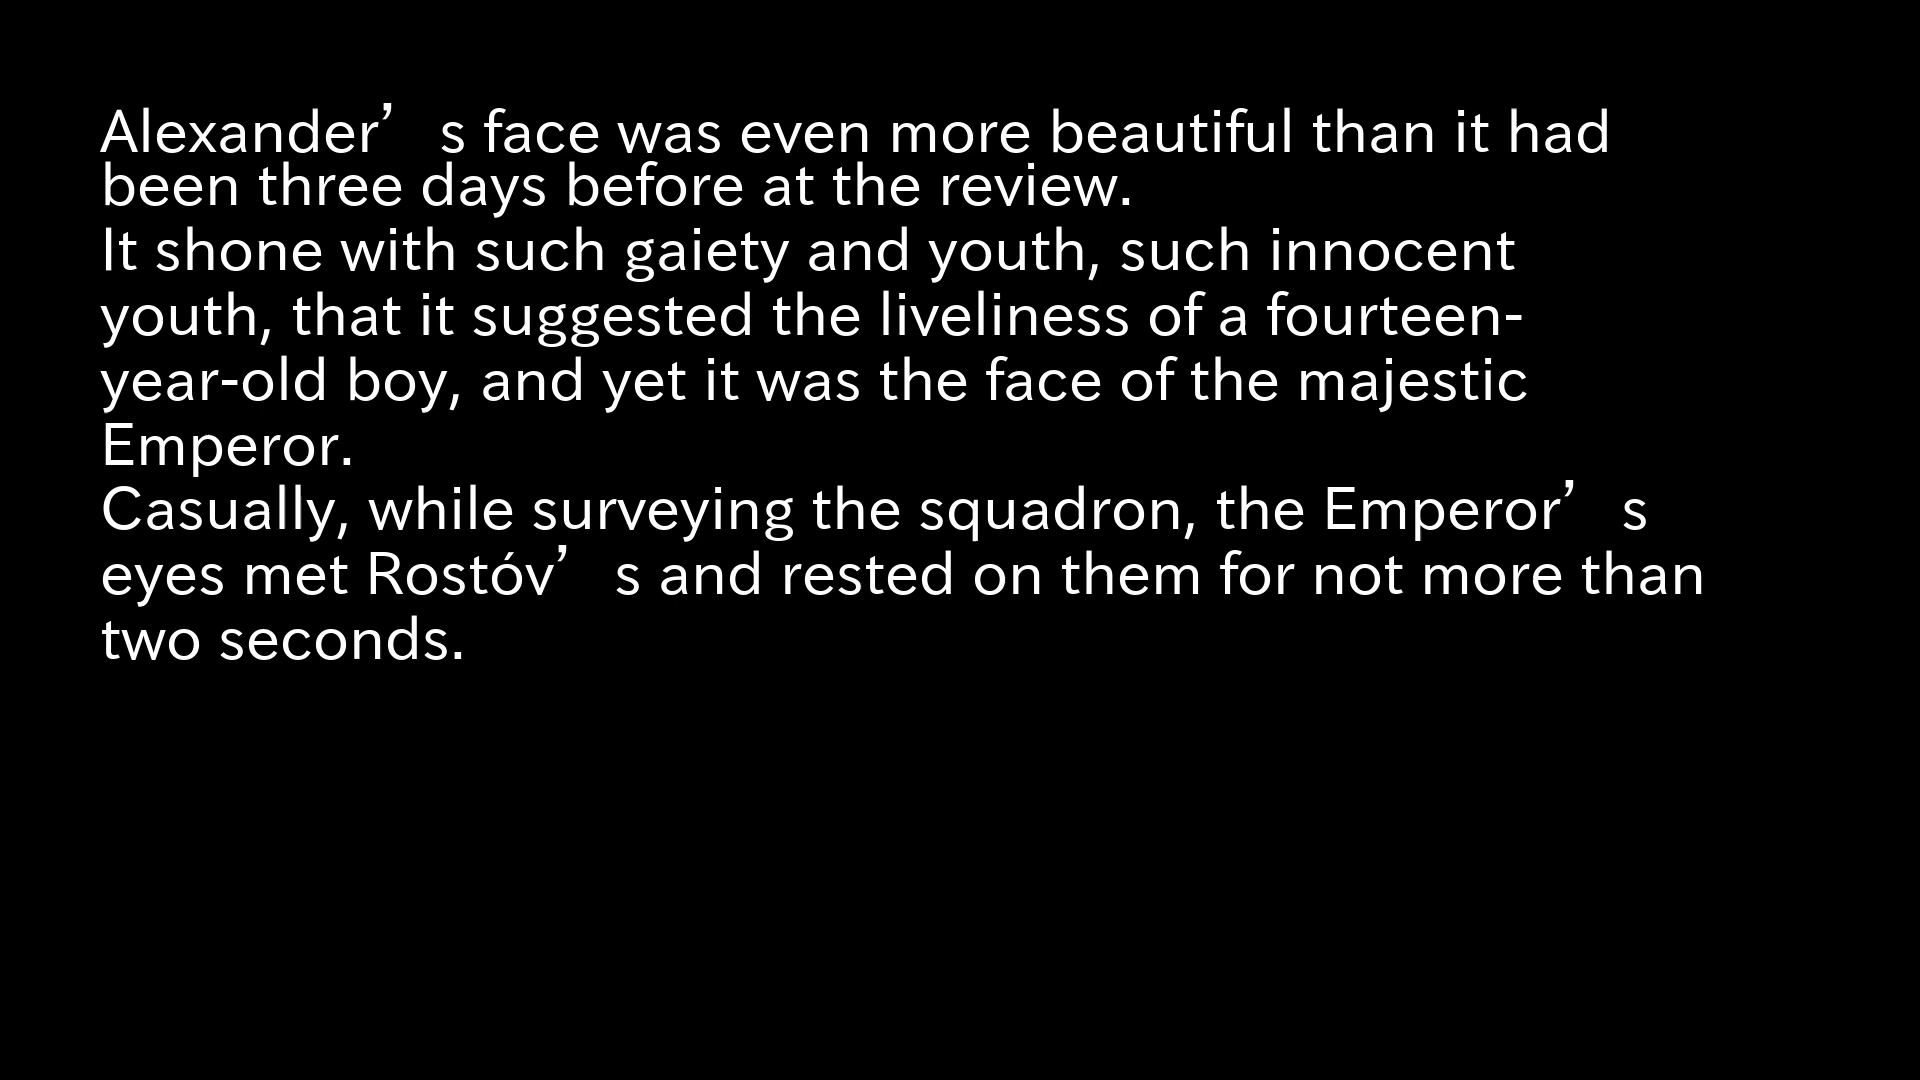 Alexander’s face was even more beautiful than it had
been three days before at the review.
It shone with such gaiety and youth, such innocent
youth, that it suggested the liveliness of a fourteen-
year-old boy, and yet it was the face of the majestic
Emperor.
Casually, while surveying the squadron, the Emperor’s
eyes met Rostóv’s and rested on them for not more than
two seconds.